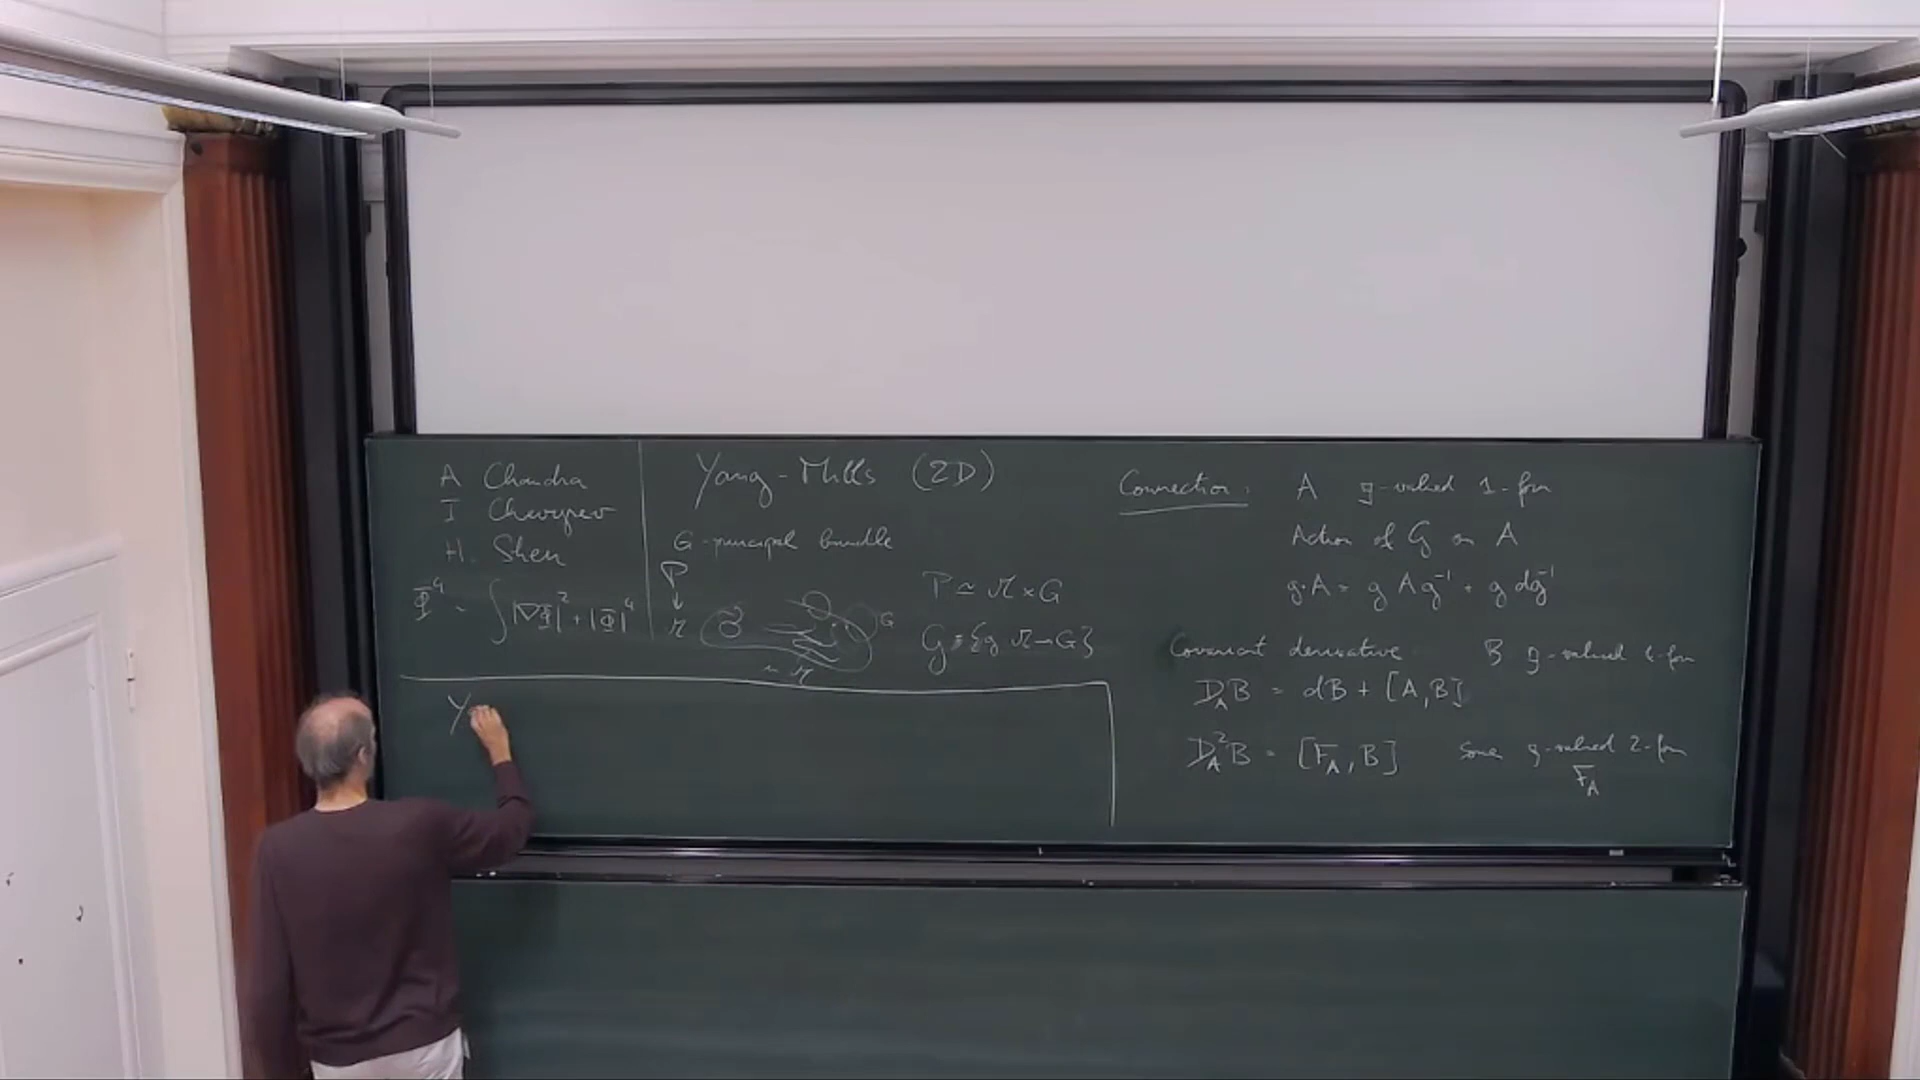 A Chandra
I Chevyrev
H. Shen
Φ⁴ ~ ∫|∇Φ|² + |Φ|⁴
Yang-Mills (2D)
G-principal bundle
P
↓
M
G
in M
P ≃ M × G
G = {g M → G}
Connection: A g-valued 1-form
Action of G on A
g·A = g A g⁻¹ + g dg⁻¹
Covariant derivative B g-valued k-form
D_A B = dB + [A, B]
D_A² B = [F_A, B] some g-valued 2-form
F_A
Y